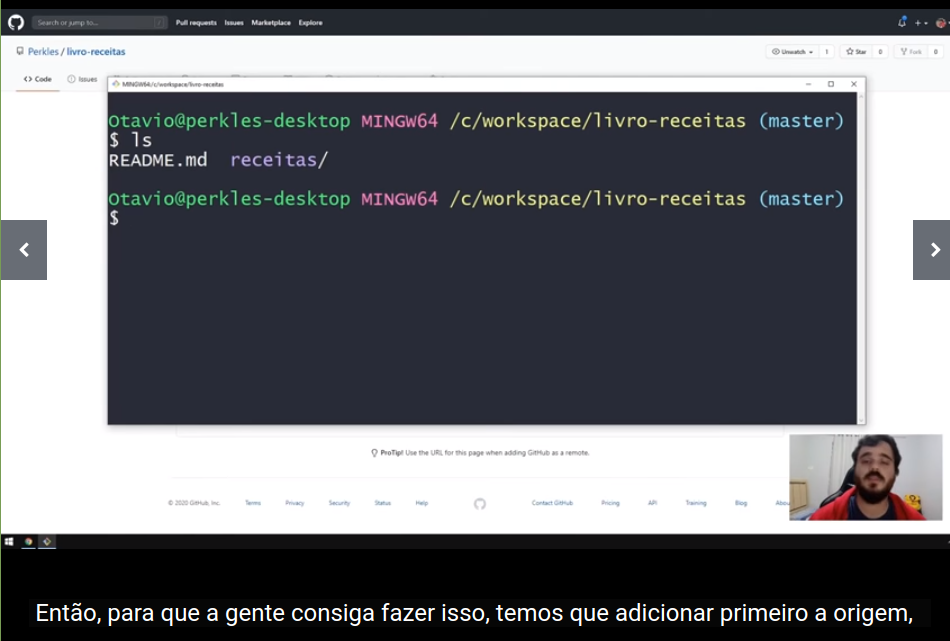 Search or jump to... /
Pull requests Issues Marketplace Explore
Perkles / livro-receitas
Unwatch 1 Star 0 Fork 0
Code Issues
MINGW64:/c/workspace/livro-receitas
Otavio@perkles-desktop MINGW64 /c/workspace/livro-receitas (master)
$ ls
README.md receitas/
Otavio@perkles-desktop MINGW64 /c/workspace/livro-receitas (master)
$
ProTip! Use the URL for this page when adding GitHub as a remote.
© 2020 GitHub, Inc. Terms Privacy Security Status Help Contact GitHub Pricing API Training Blog Abou
Então, para que a gente consiga fazer isso, temos que adicionar primeiro a origem,